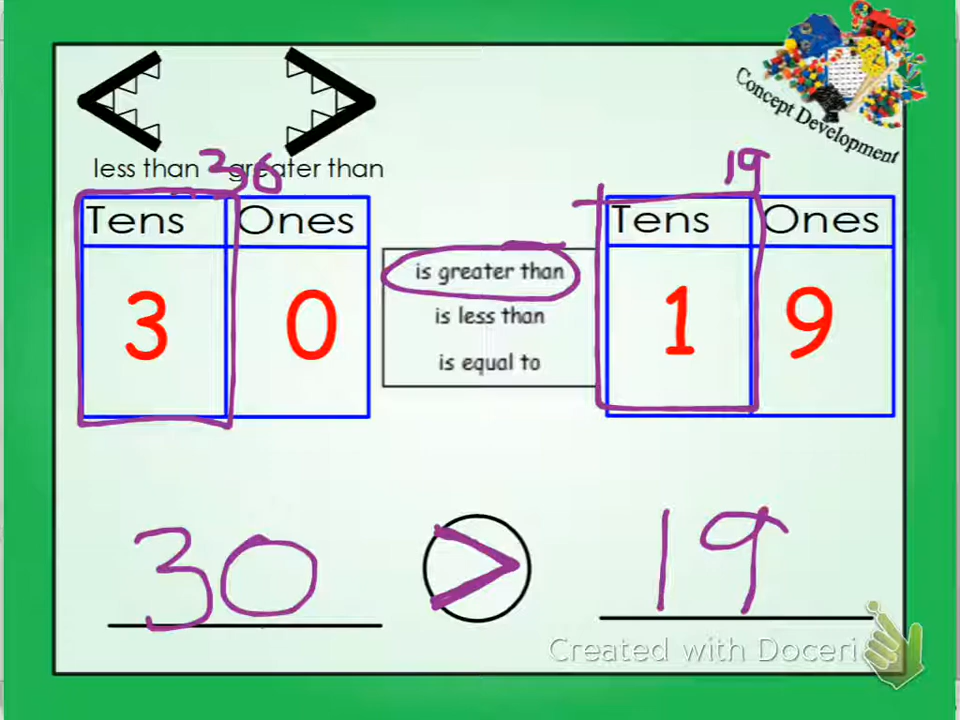 Concept Development
less than greater than
30 19
Tens Ones Tens Ones
is greater than
3 0 1 9
is less than
is equal to
30 > 19
Created with Doceri